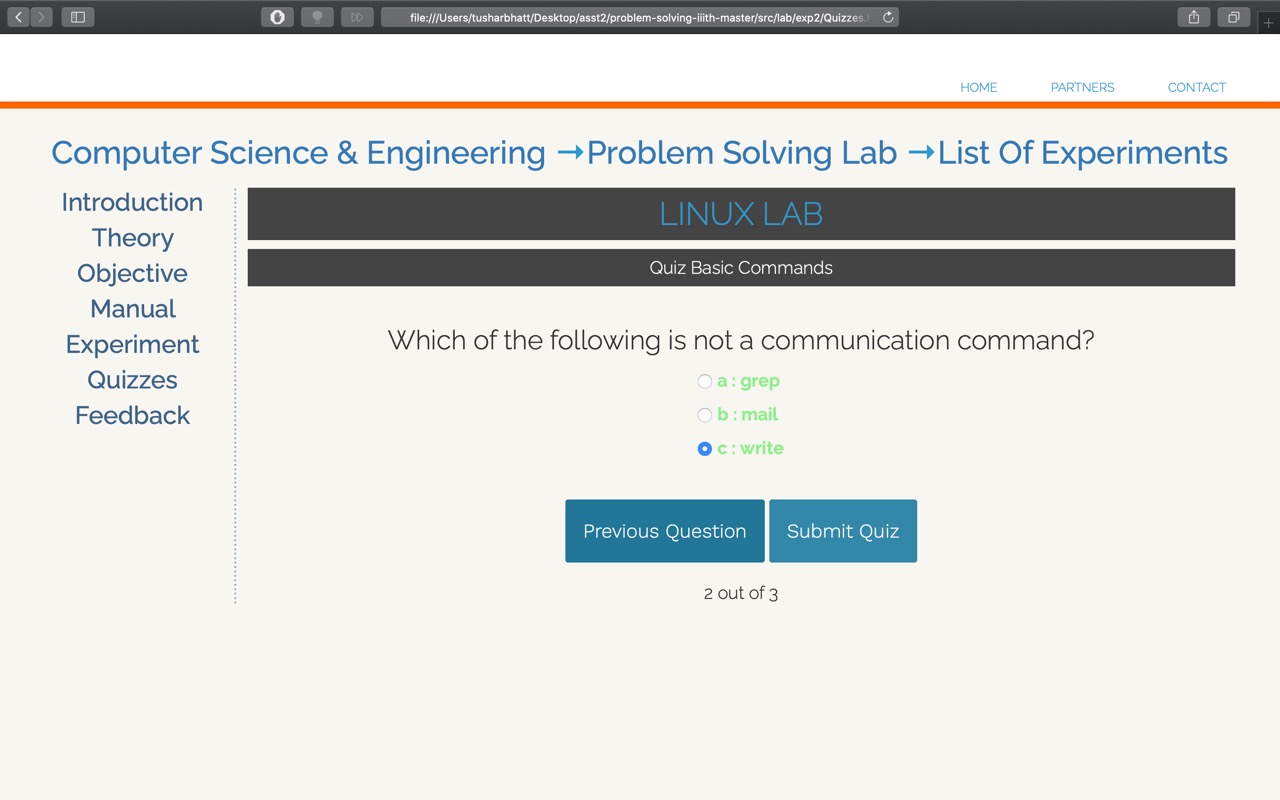 file:///Users/tusharbhatt/Desktop/asst2/problem-solving-iiith-master/src/lab/exp2/Quizzes.
HOME PARTNERS CONTACT
Computer Science & Engineering →Problem Solving Lab →List Of Experiments
Introduction
Theory
Objective
Manual
Experiment
Quizzes
Feedback
LINUX LAB
Quiz Basic Commands
Which of the following is not a communication command?
a : grep
b : mail
c : write
Previous Question Submit Quiz
2 out of 3